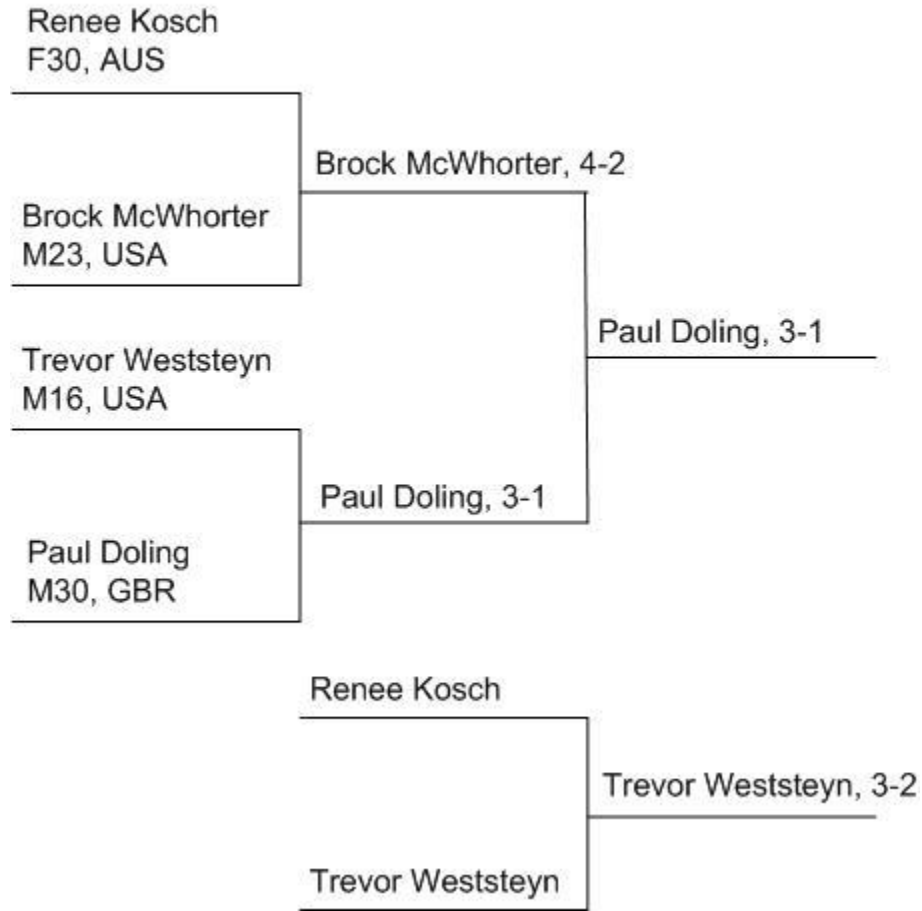 Renee Kosch
F30, AUS
Brock McWhorter, 4-2
Brock McWhorter
M23, USA
Paul Doling, 3-1
Trevor Weststeyn
M16, USA
Paul Doling, 3-1
Paul Doling
M30, GBR
Renee Kosch
Trevor Weststeyn, 3-2
Trevor Weststeyn